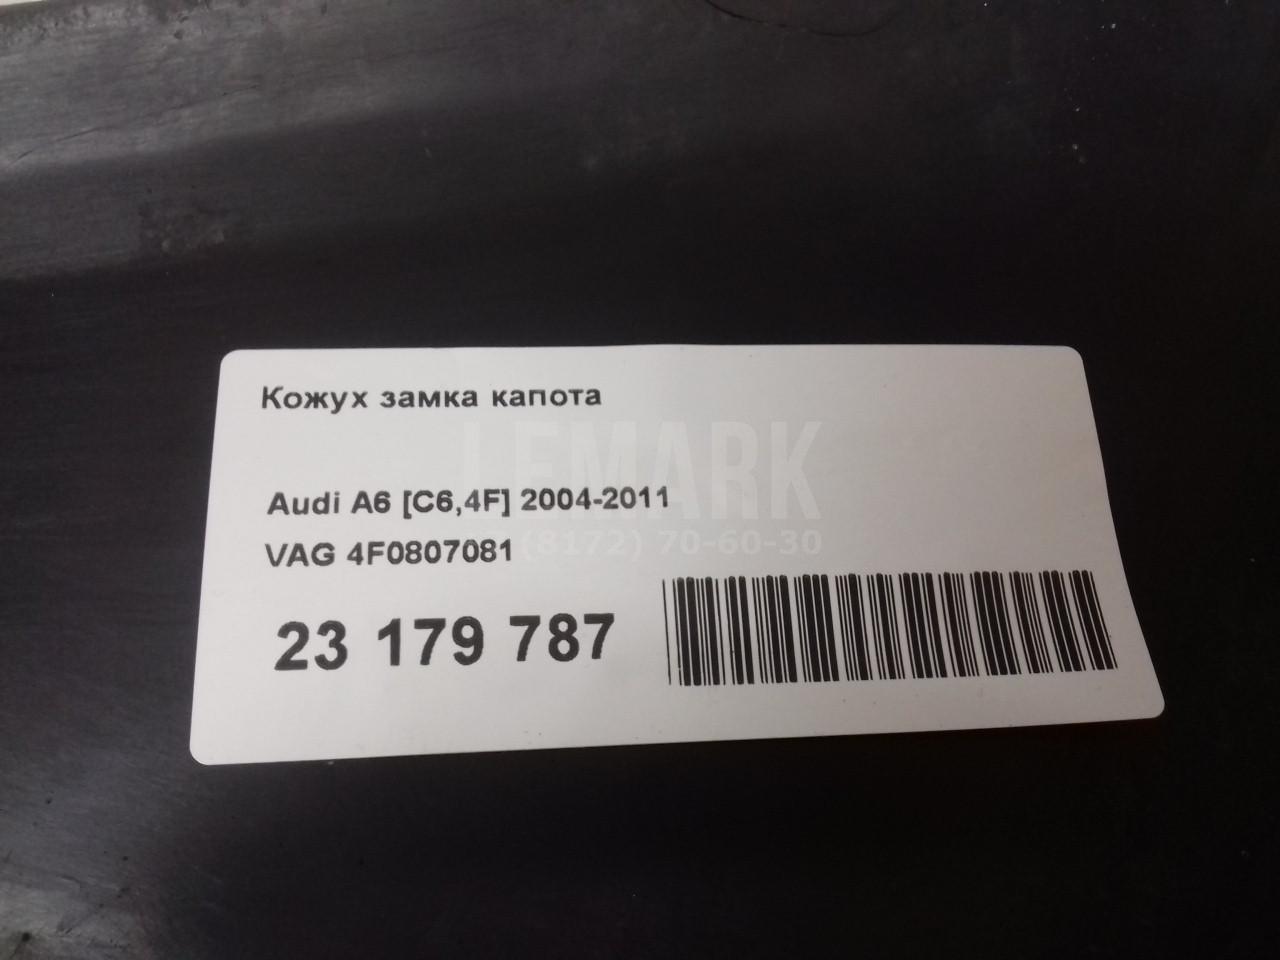 Кожух замка капота
LEMARK
Audi A6 [C6,4F] 2004-2011
(8172) 70-60-30
VAG 4F0807081
23 179 787